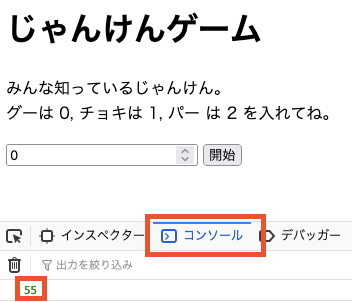 じゃんけんゲーム
みんな知っているじゃんけん。
グーは 0, チョキは 1, パー は 2 を入れてね。
0 開始
インスペクター コンソール デバッガー
出力を絞り込み
55